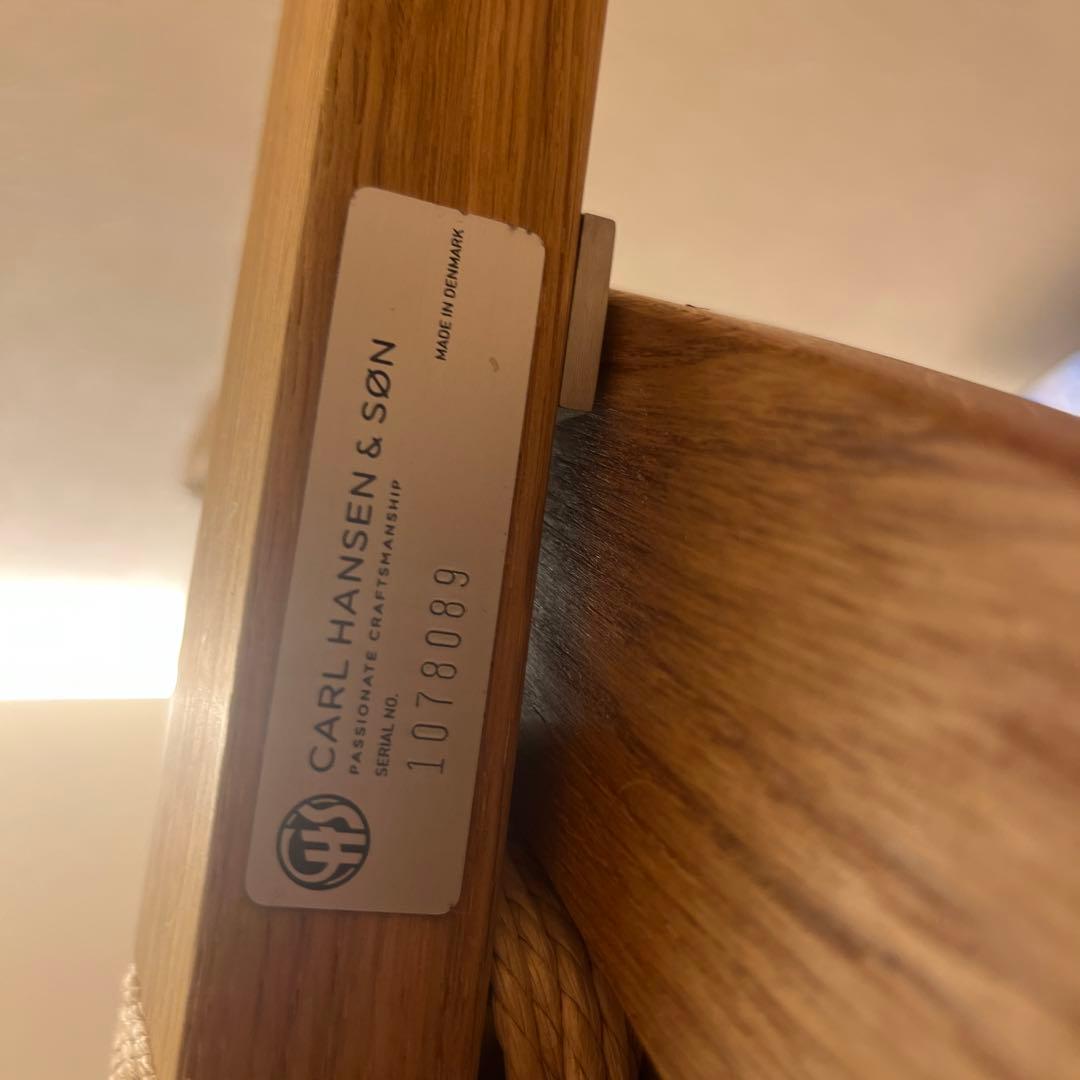 CARL HANSEN & SØN
PASSIONATE CRAFTSMANSHIP
SERIAL NO.
1078089
MADE IN DENMARK